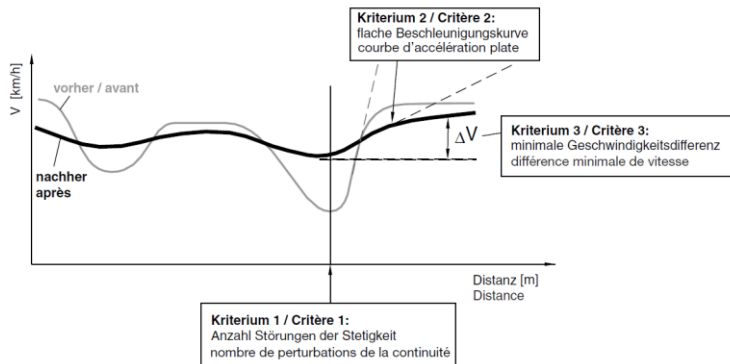 Kriterium 2 / Critère 2:
flache Beschleunigungskurve
courbe d'accélération plate
V [km/h]
vorher / avant
ΔV
Kriterium 3 / Critère 3:
minimale Geschwindigkeitsdifferenz
différence minimale de vitesse
nachher
après
Distanz [m]
Distance
Kriterium 1 / Critère 1:
Anzahl Störungen der Stetigkeit
nombre de perturbations de la continuité